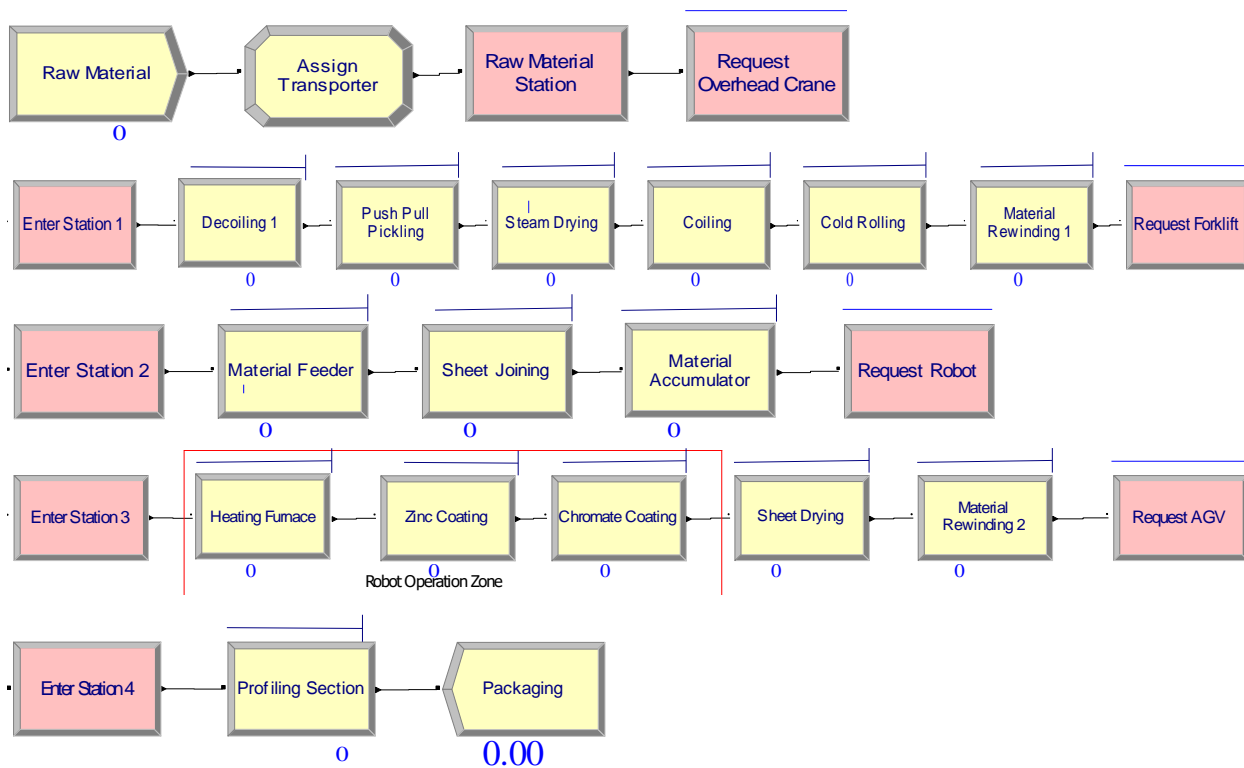 Raw Material
Assign
Transporter
Raw Material
Station
Request
Overhead Crane
0
Enter Station 1
Decoiling 1
Push Pull
Pickling
Steam Drying
Coiling
Cold Rolling
Material
Rewinding 1
Request Forklift
0
0
0
0
0
0
Enter Station 2
Material Feeder
Sheet Joining
Material
Accumulator
Request Robot
0
0
0
Enter Station 3
Heating Furnace
Zinc Coating
Chromate Coating
Sheet Drying
Material
Rewinding 2
Request AGV
0
0
0
0
0
Robot Operation Zone
Enter Station 4
Profiling Section
Packaging
0
0.00